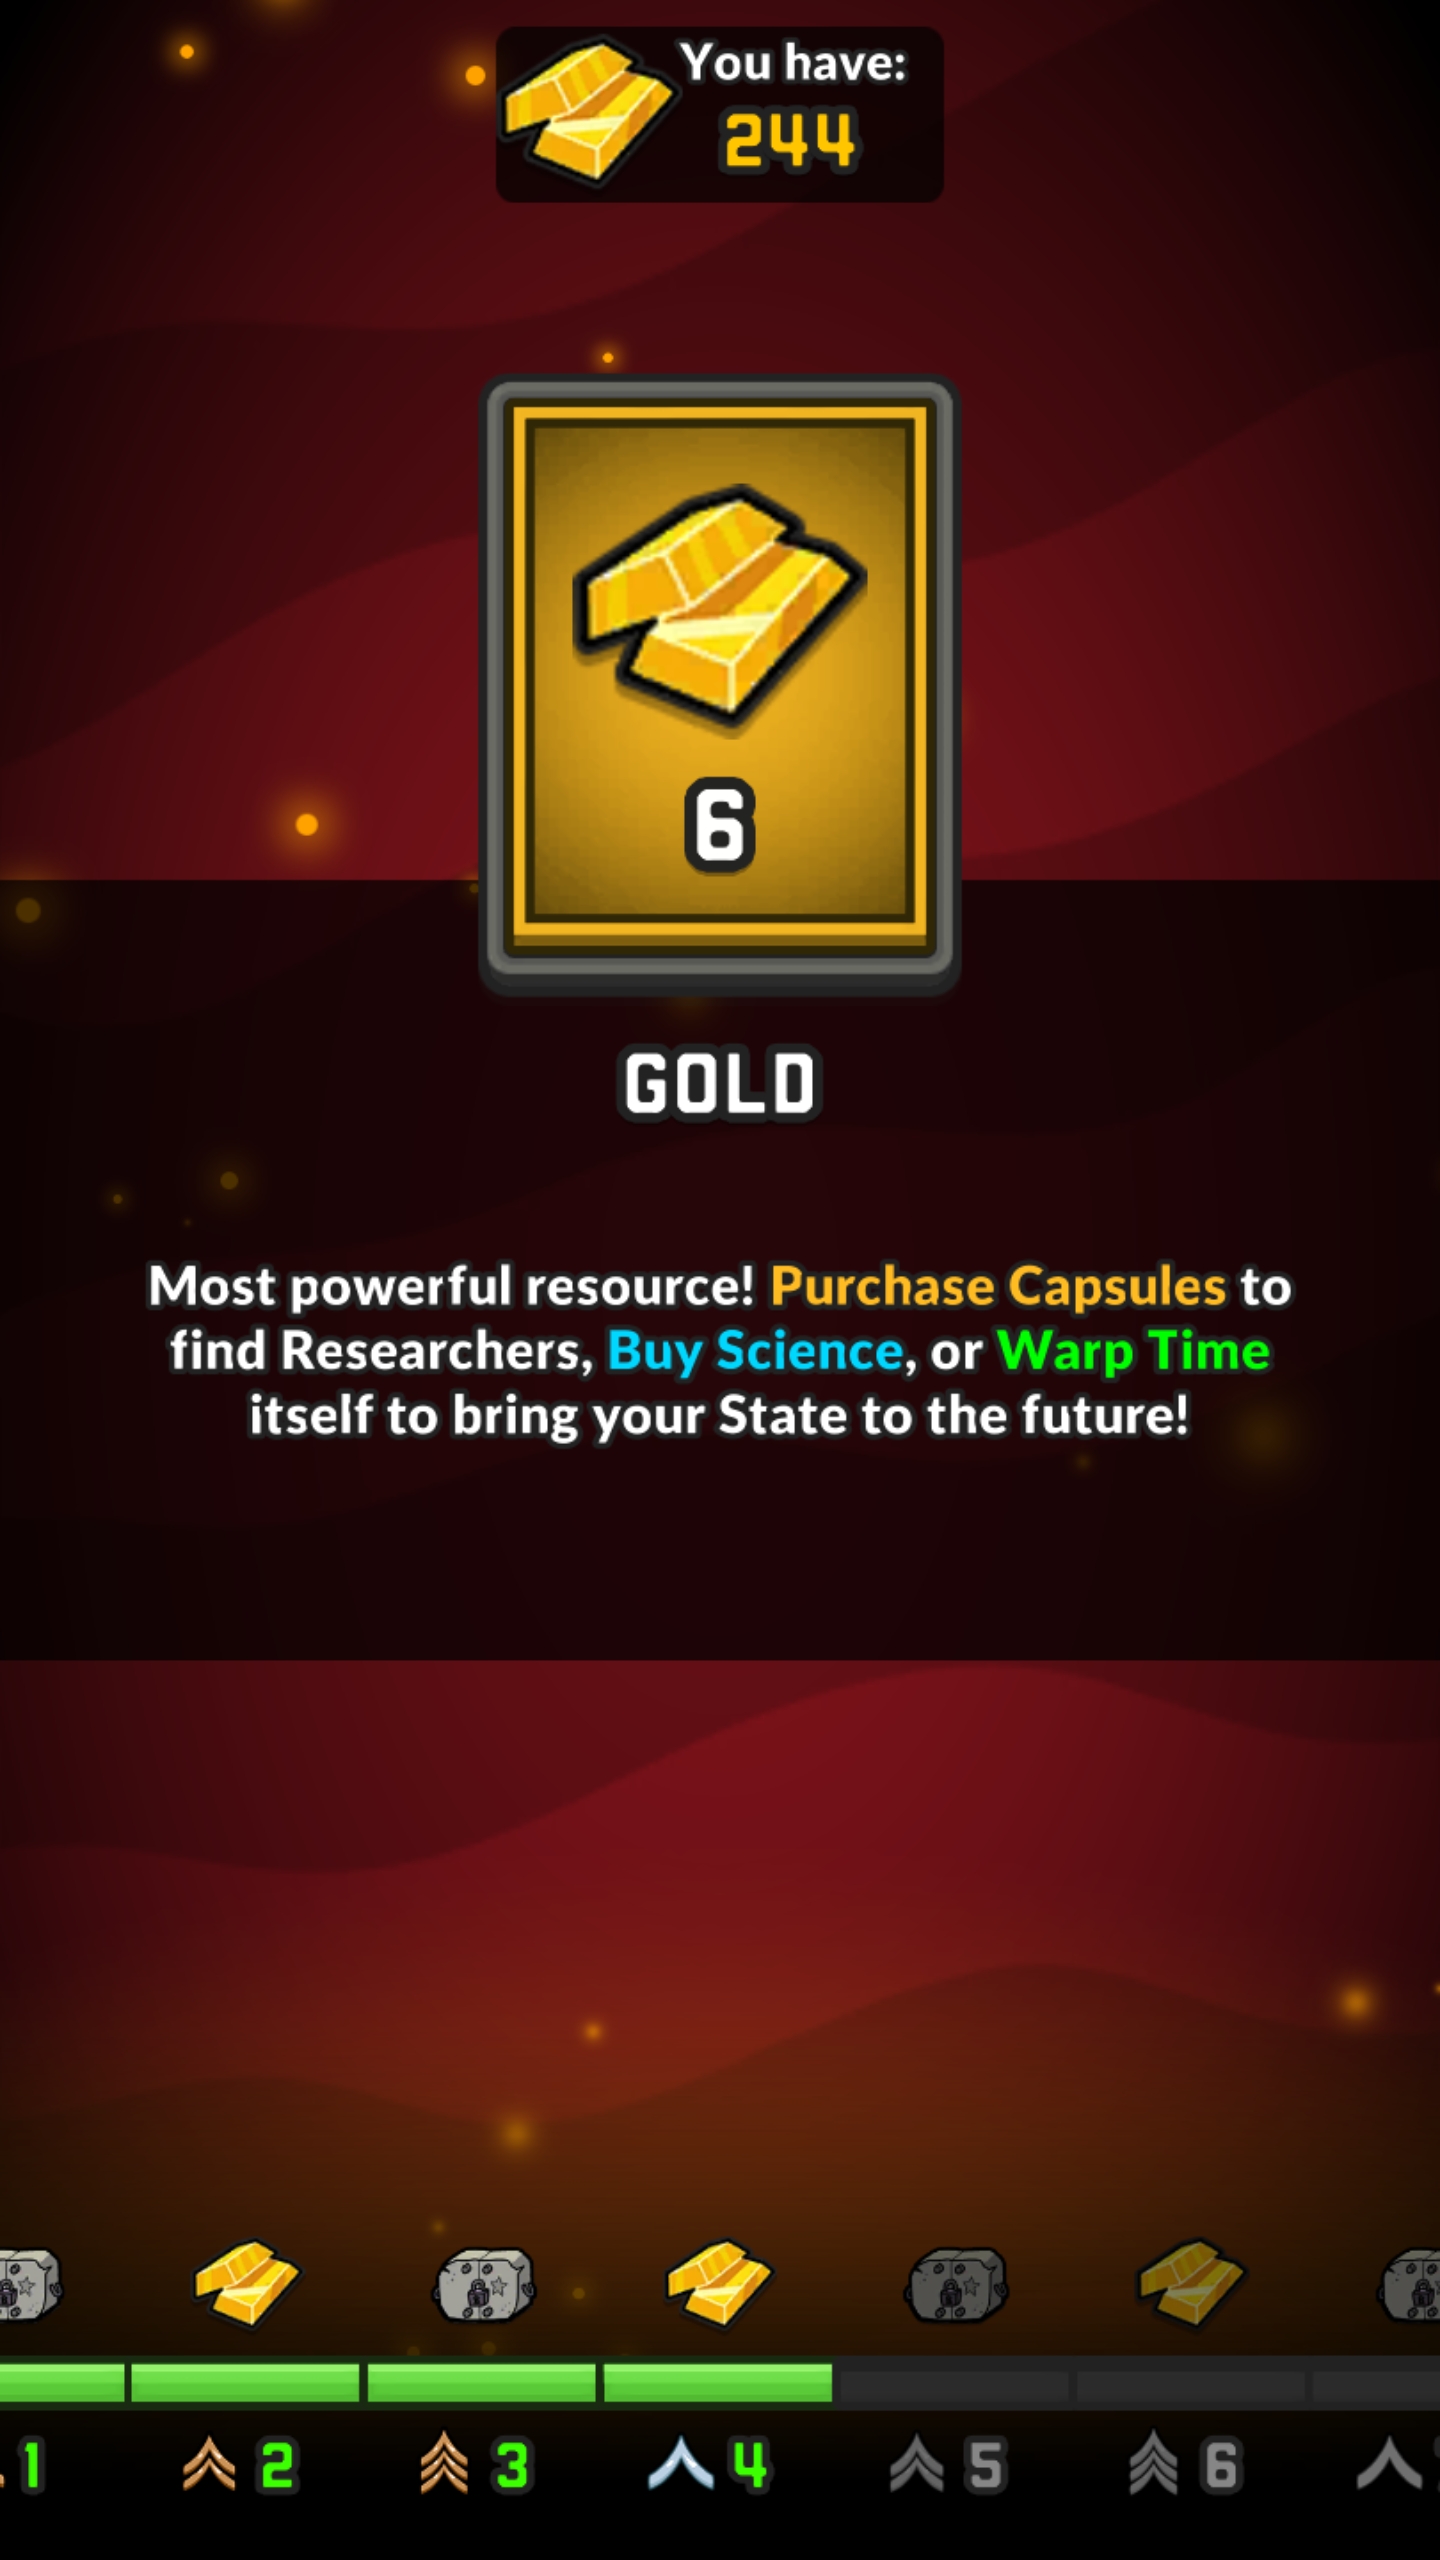 You have:
244
6
GOLD
Most powerful resource! Purchase Capsules to
find Researchers, Buy Science, or Warp Time
itself to bring your State to the future!
1 2 3 4 5 6